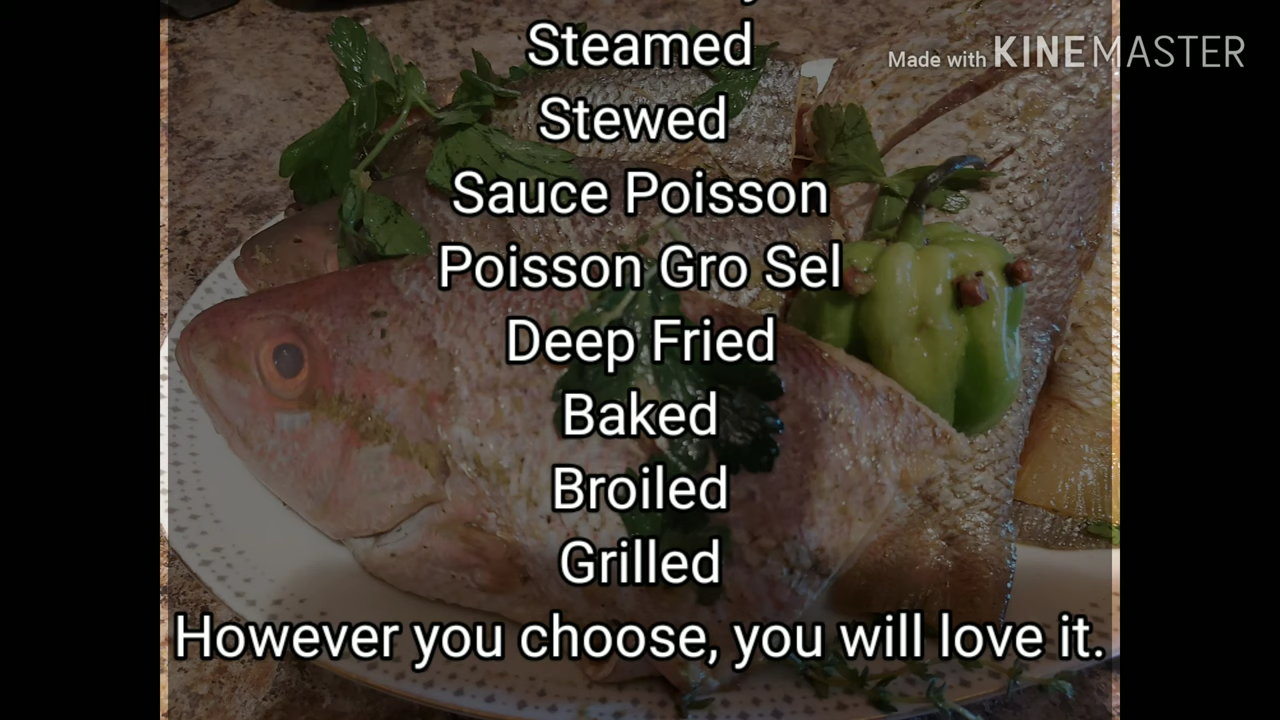 Made with KINEMASTER
Steamed
Stewed
Sauce Poisson
Poisson Gro Sel
Deep Fried
Baked
Broiled
Grilled
However you choose, you will love it.